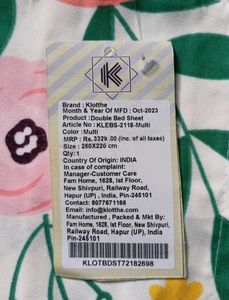 K
Brand : Klotthe
Month & Year Of MFD : Oct-2023
Product : Double Bed Sheet
Article No : KLEBS-2118-Multi
Color : Multi
MRP : Rs.3329 .00 (inc. of all taxes)
Size : 280X220 cm
Qty : 1
Country Of Origin: INDIA
In case of complaint:
Manager-Customer Care
Fam Home, 1628, Ist Floor,
New Shivpuri, Railway Road,
Hapur (UP) , India, Pin-245101
Contact: 8077671166
Email: info@klotthe.com
Manufactured , Packed & Mkt By:
Fam Home, 1628, Ist Floor, New Shivpuri,
Railway Road, Hapur (UP), India
Pin-245101
KLOTBDST72182698